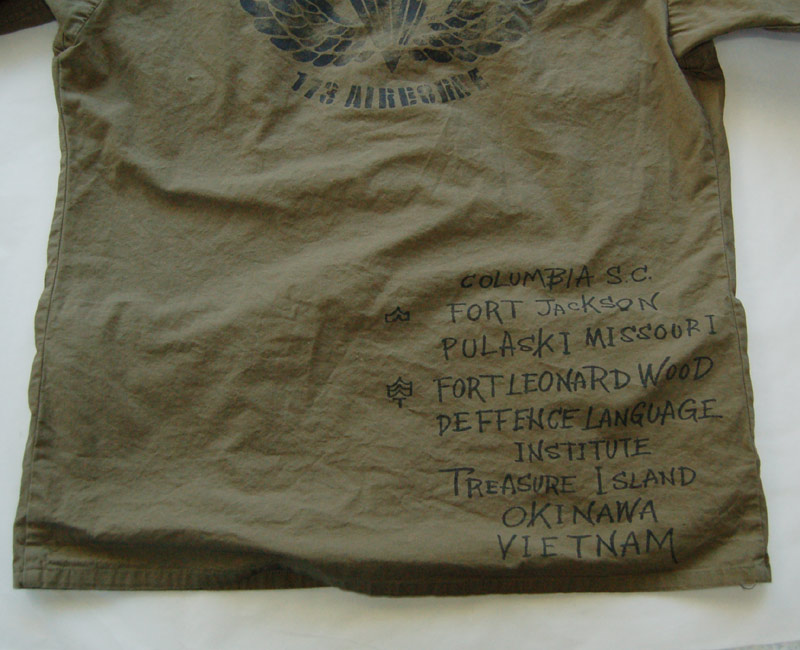 173 AIRBORNE
COLUMBIA S.C.
FORT JACKSON
PULASKI MISSOURI
FORT LEONARD WOOD
DEFFENCE LANGUAGE
INSTITUTE
TREASURE ISLAND
OKINAWA
VIETNAM